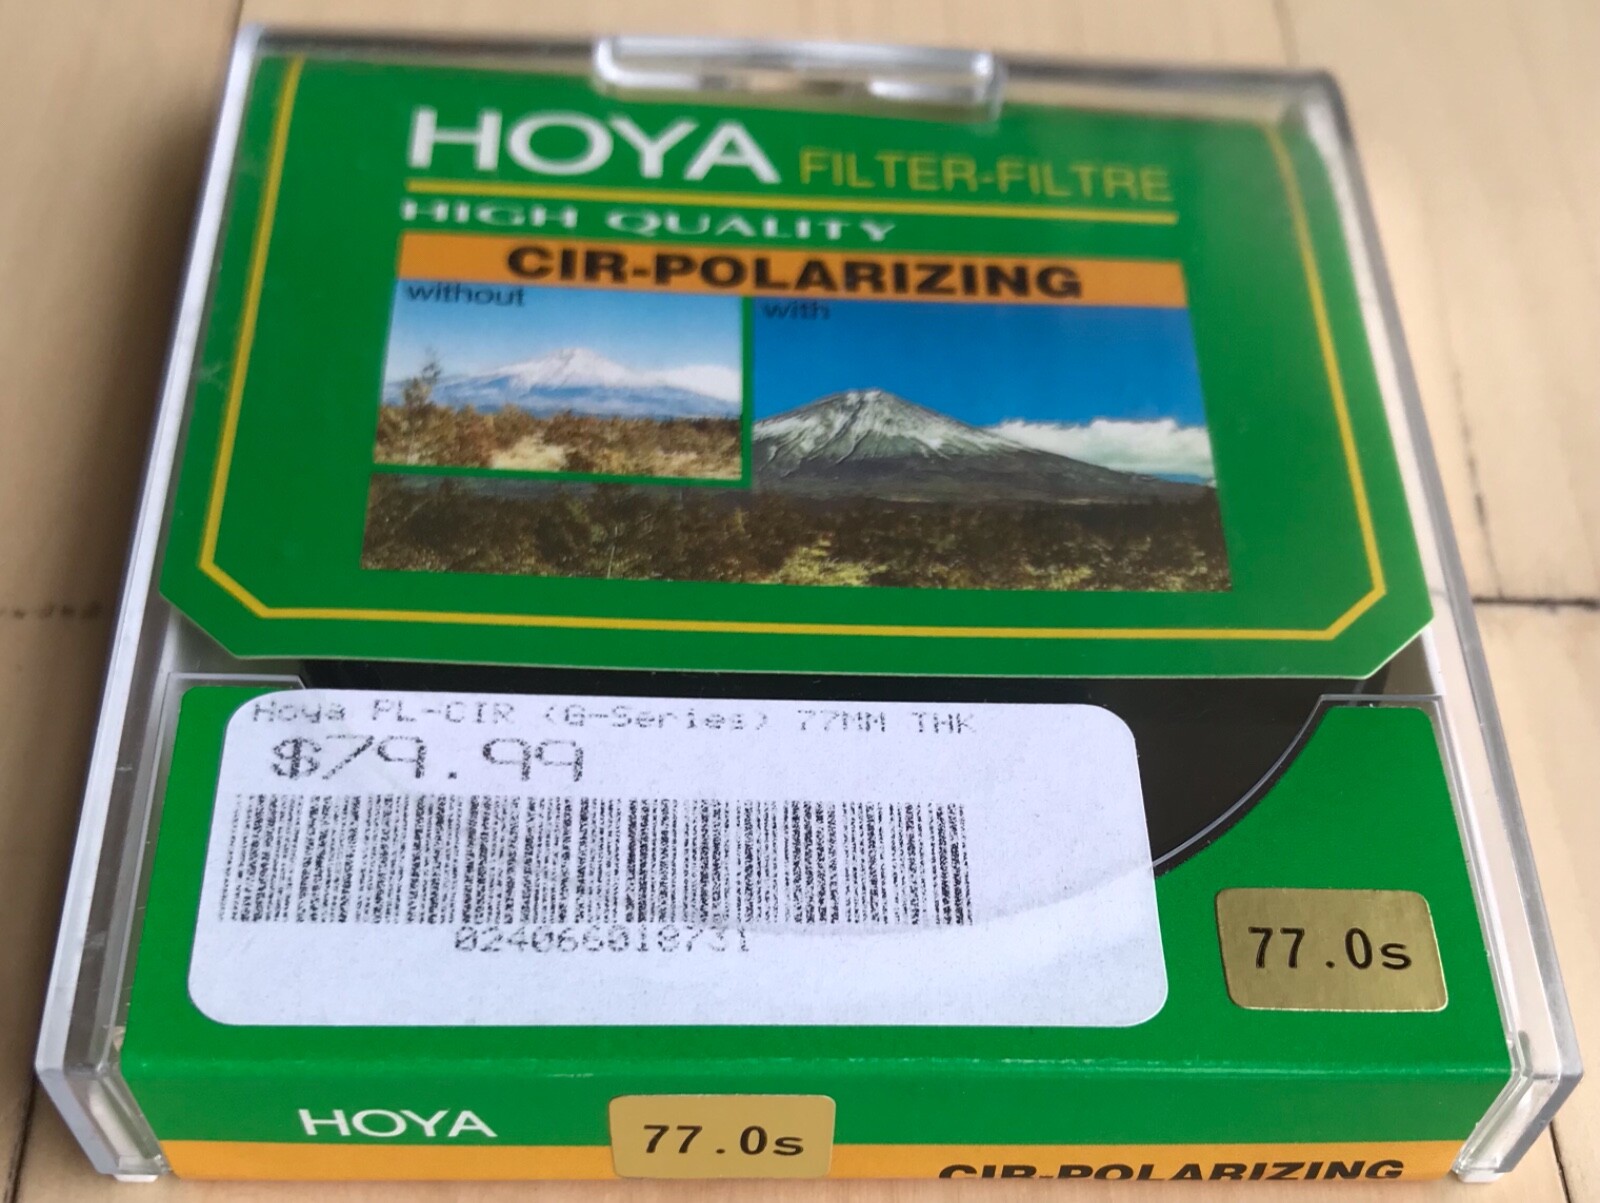 HOYA FILTER-FILTRE
HIGH QUALITY
CIR-POLARIZING
without
with
Hoya PL-CIR (G-Series) 77MM THK
$79.99
024066010731
77.0s
HOYA
77.0s
CIR-POLARIZING